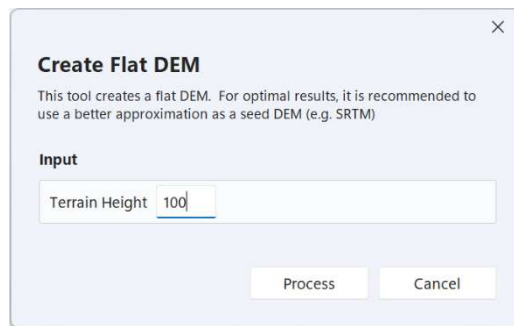 Create Flat DEM
This tool creates a flat DEM. For optimal results, it is recommended to
use a better approximation as a seed DEM (e.g. SRTM)
Input
Terrain Height 100
Process Cancel